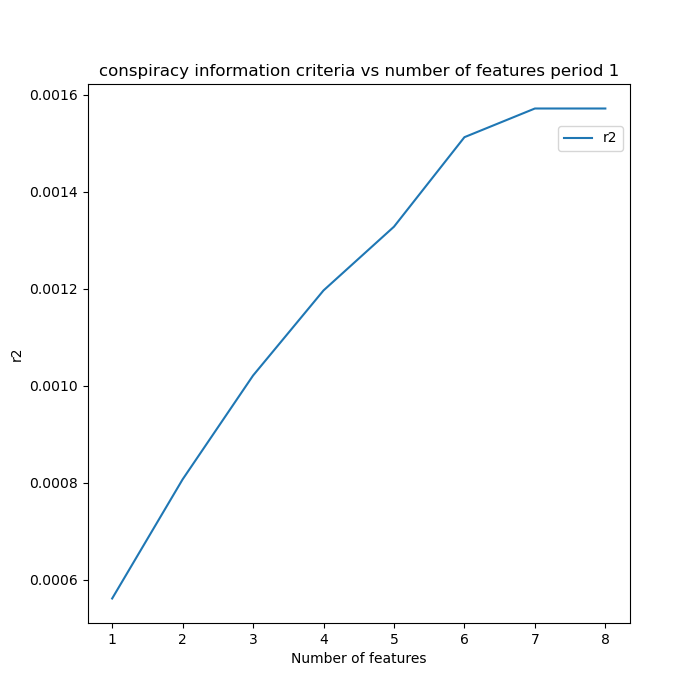 conspiracy information criteria vs number of features period 1
0.0016
0.0014
0.0012
0.0010
0.0008
0.0006
r2
r2
1 2 3 4 5 6 7 8
Number of features